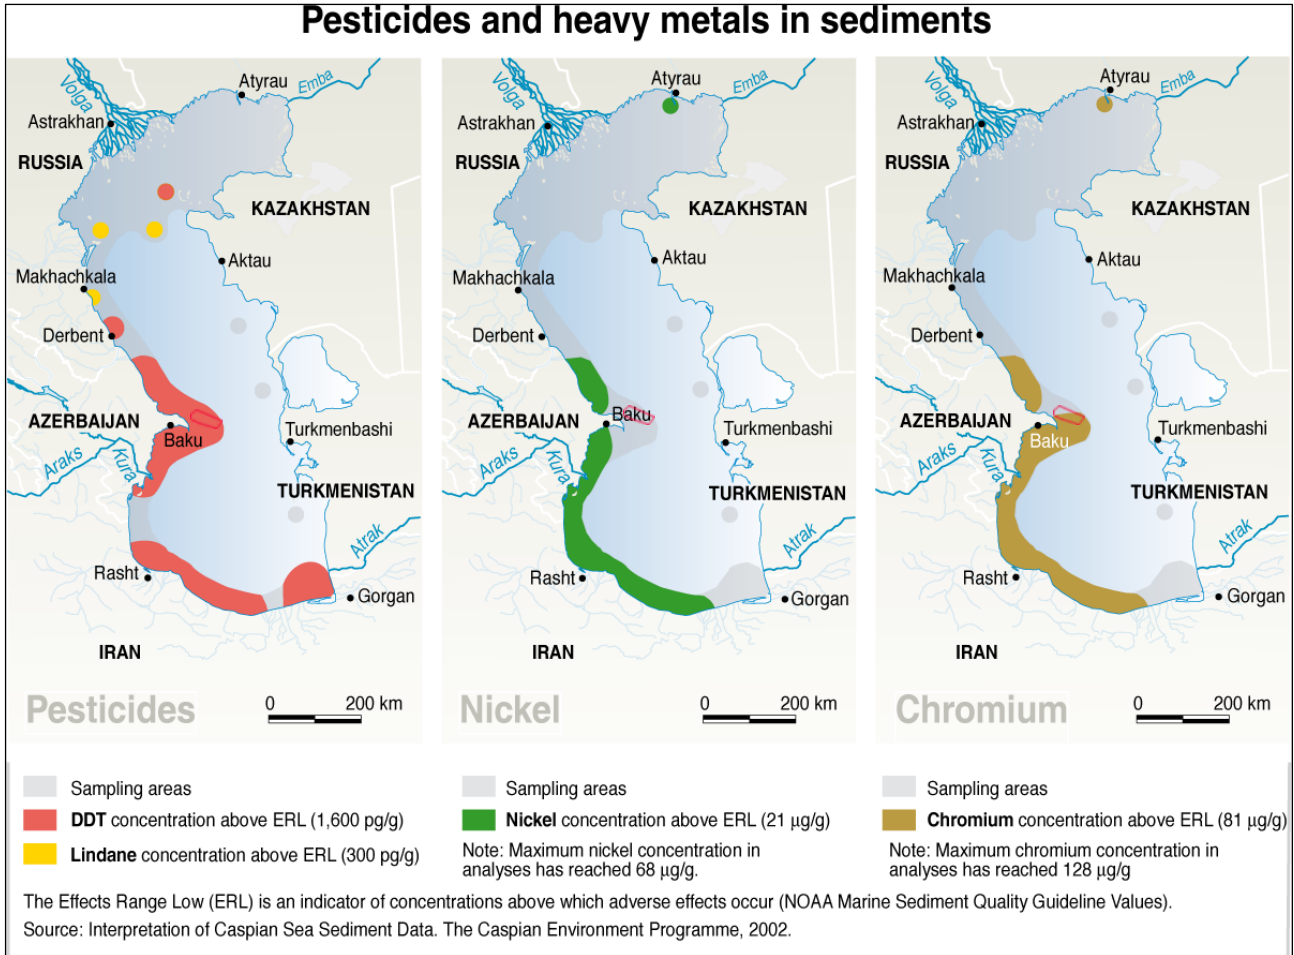 Pesticides and heavy metals in sediments
Atyrau
Emba
Volga
Astrakhan
RUSSIA
KAZAKHSTAN
Aktau
Makhachkala
Derbent
AZERBAIJAN
Baku
Turkmenbashi
Araks
Kura
TURKMENISTAN
Atrak
Rasht
Gorgan
IRAN
Pesticides
0 200 km
Atyrau
Emba
Volga
Astrakhan
RUSSIA
KAZAKHSTAN
Aktau
Makhachkala
Derbent
AZERBAIJAN
Baku
Turkmenbashi
Araks
Kura
TURKMENISTAN
Atrak
Rasht
Gorgan
IRAN
Nickel
0 200 km
Atyrau
Emba
Volga
Astrakhan
RUSSIA
KAZAKHSTAN
Aktau
Makhachkala
Derbent
AZERBAIJAN
Baku
Turkmenbashi
Araks
Kura
TURKMENISTAN
Atrak
Rasht
Gorgan
IRAN
Chromium
0 200 km
Sampling areas
DDT concentration above ERL (1,600 pg/g)
Lindane concentration above ERL (300 pg/g)
Sampling areas
Nickel concentration above ERL (21 µg/g)
Note: Maximum nickel concentration in
analyses has reached 68 µg/g.
Sampling areas
Chromium concentration above ERL (81 µg/g)
Note: Maximum chromium concentration in
analyses has reached 128 µg/g
The Effects Range Low (ERL) is an indicator of concentrations above which adverse effects occur (NOAA Marine Sediment Quality Guideline Values).
Source: Interpretation of Caspian Sea Sediment Data. The Caspian Environment Programme, 2002.